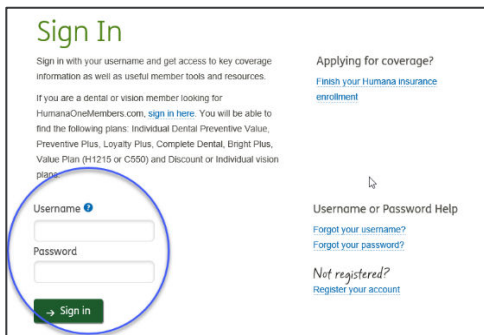 Sign In
Sign in with your username and get access to key coverage
information as well as useful member tools and resources.
If you are a dental or vision member looking for
HumanaOneMembers.com, sign in here. You will be able to
find the following plans: Individual Dental Preventive Value,
Preventive Plus, Loyalty Plus, Complete Dental, Bright Plus,
Value Plan (H1215 or C550) and Discount or Individual vision
plans.
Username ?
Password
→ Sign in
Applying for coverage?
Finish your Humana insurance
enrollment
Username or Password Help
Forgot your username?
Forgot your password?
Not registered?
Register your account